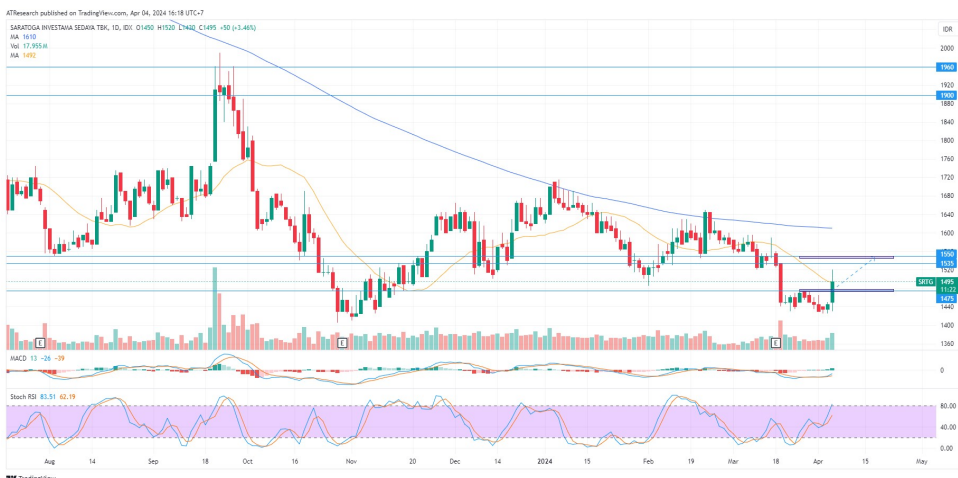 ATResearch published on TradingView.com, Apr 04, 2024 16:18 UTC+7
SARATOGA INVESTAMA SEDAYA TBK, 1D, IDX O1450 H1520 L1430 C1495 +50 (+3.46%)
MA 1610
Vol 17.955M
MA 1492
IDR
2000
1960
1920
1900
1880
1840
1800
1760
1720
1680
1640
1600
1550
1535
1520
SRTG 1495
11:22
1475
1440
1400
1360
E E E
MACD 13 -26 -39
0
Stoch RSI 83.51 62.19
80.00
40.00
0.00
Aug 14 Sep 18 Oct 16 Nov 20 Dec 14 2024 15 Feb 19 Mar 18 Apr 15 May
TradingView